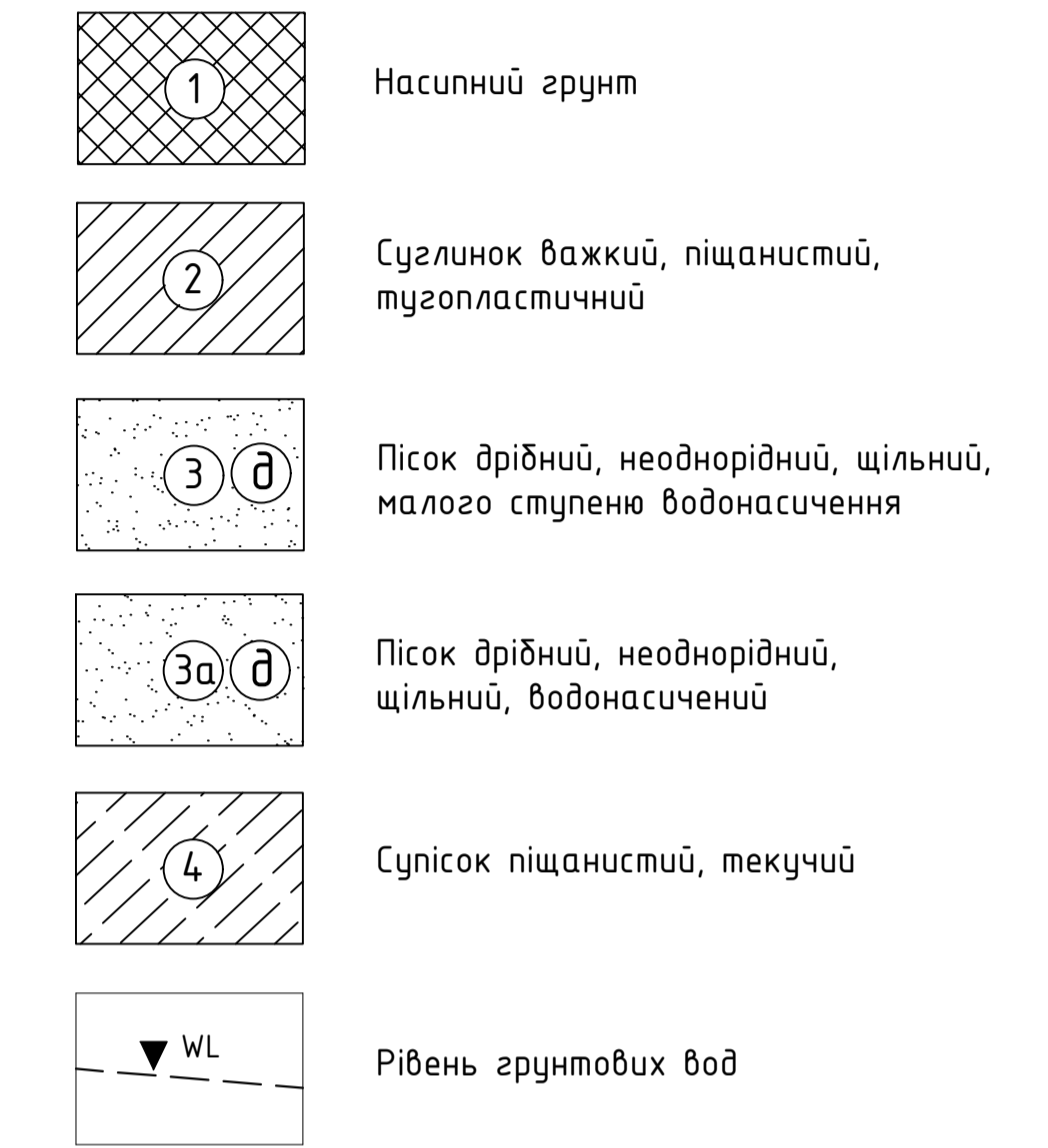 1
Насипний грунт
2
Суглинок важкий, піщанистий,
тугопластичний
3 д
Пісок дрібний, неоднорідний, щільний,
малого ступеню водонасичення
3а д
Пісок дрібний, неоднорідний,
щільний, водонасичений
4
Супісок піщанистий, текучий
WL
Рівень грунтових вод